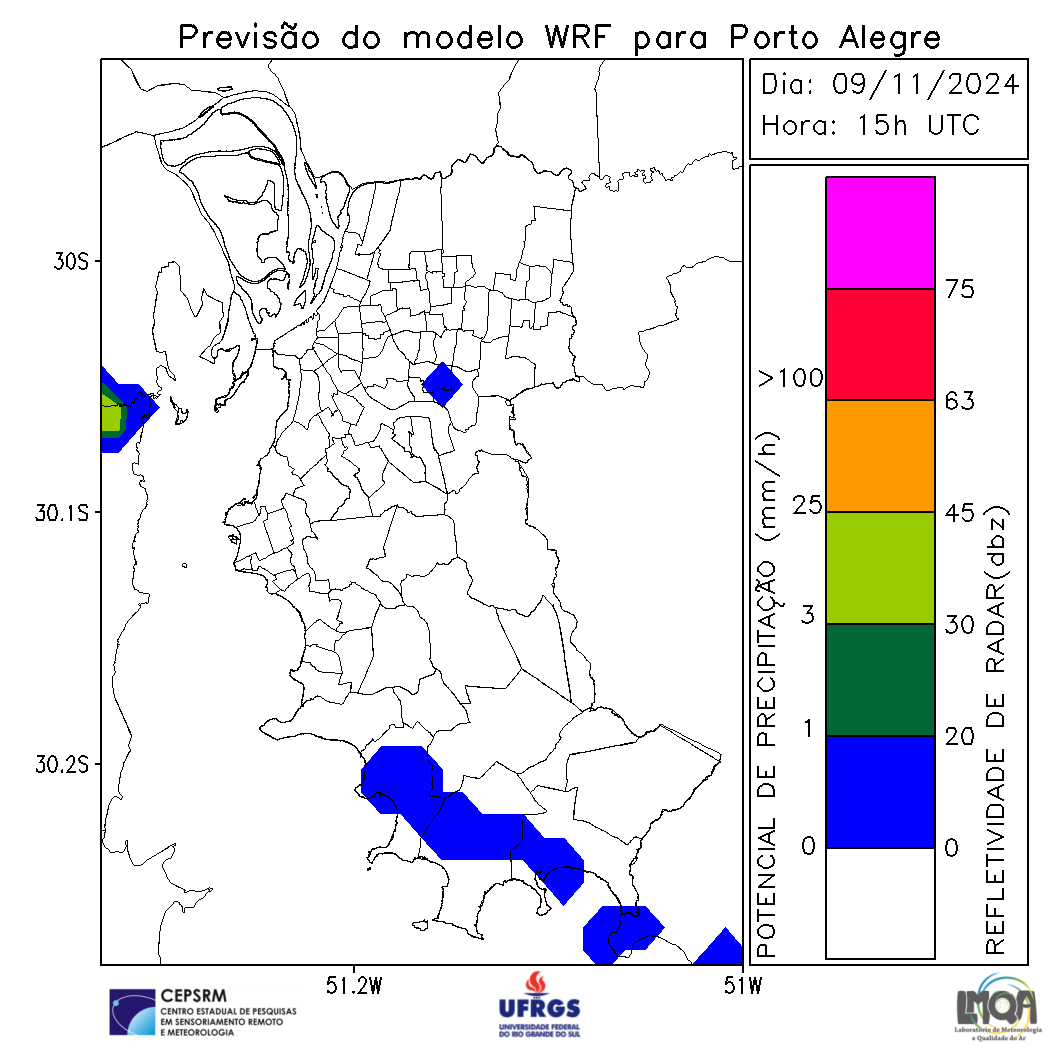 Previsão do modelo WRF para Porto Alegre
Dia: 09/11/2024
Hora: 15h UTC
30S
30.1S
30.2S
51.2W
51W
POTENCIAL DE PRECIPITAÇÃO (mm/h)
>100
25
3
1
0
75
63
45
30
20
0
REFLETIVIDADE DE RADAR(dbz)
CEPSRM
CENTRO ESTADUAL DE PESQUISAS
EM SENSORIAMENTO REMOTO
E METEOROLOGIA
UFRGS
UNIVERSIDADE FEDERAL
DO RIO GRANDE DO SUL
LMQA
Laboratório de Meteorologia
e Qualidade do Ar